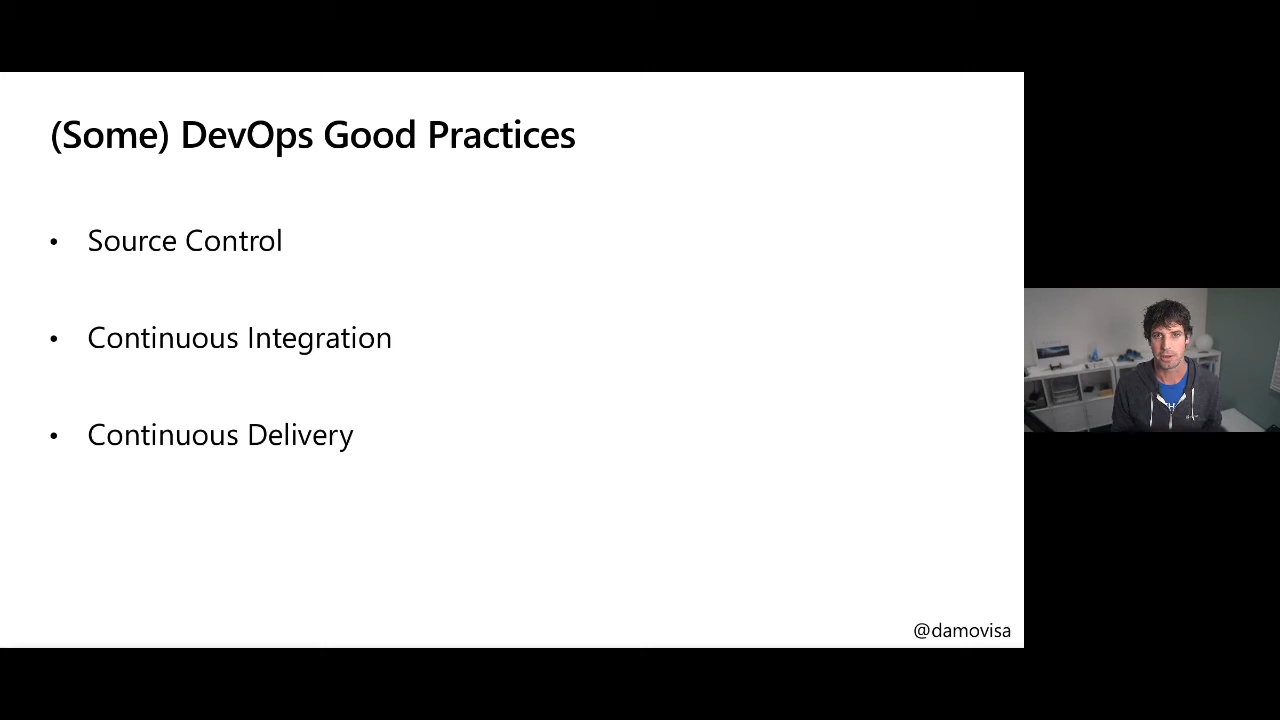 (Some) DevOps Good Practices
• Source Control
• Continuous Integration
• Continuous Delivery
@damovisa